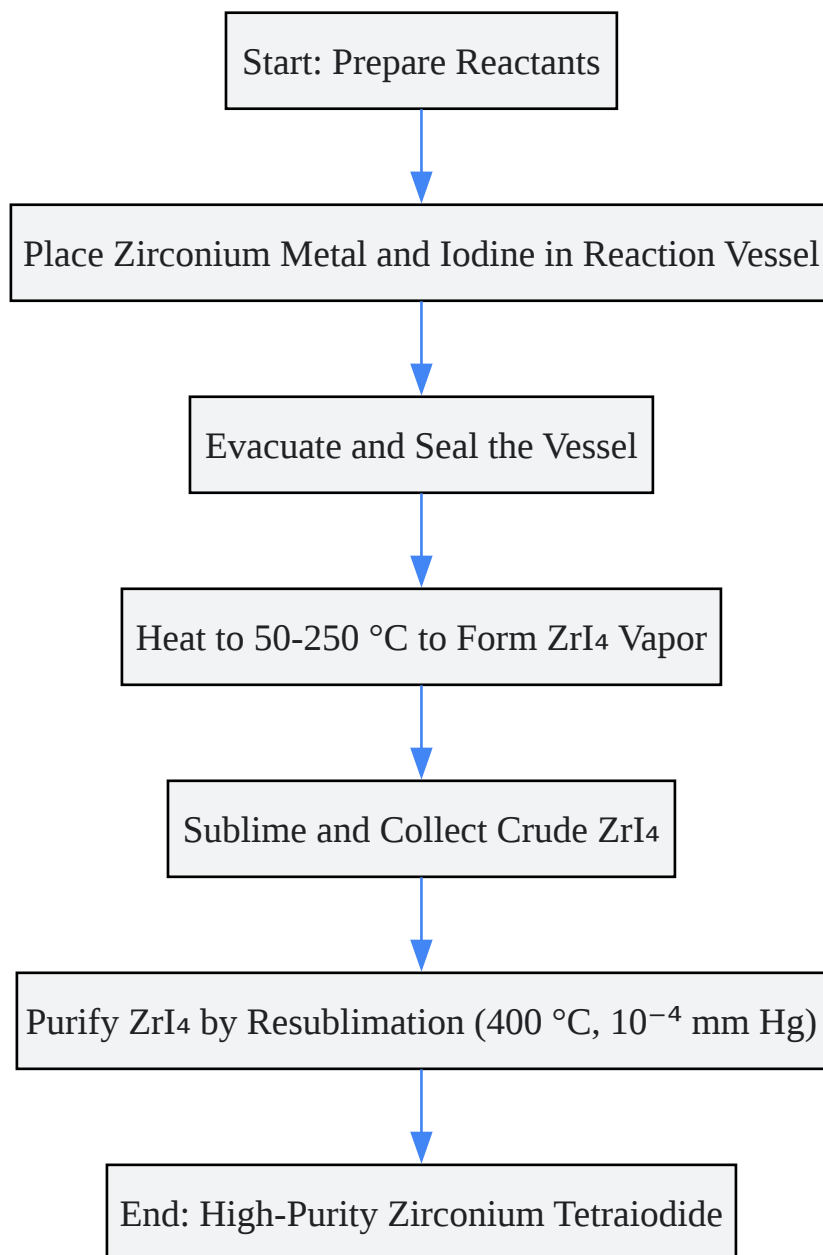 Start: Prepare Reactants
Place Zirconium Metal and Iodine in Reaction Vessel
Evacuate and Seal the Vessel
Heat to 50-250 °C to Form ZrI₄ Vapor
Sublime and Collect Crude ZrI₄
Purify ZrI₄ by Resublimation (400 °C, 10⁻⁴ mm Hg)
End: High-Purity Zirconium Tetraiodide